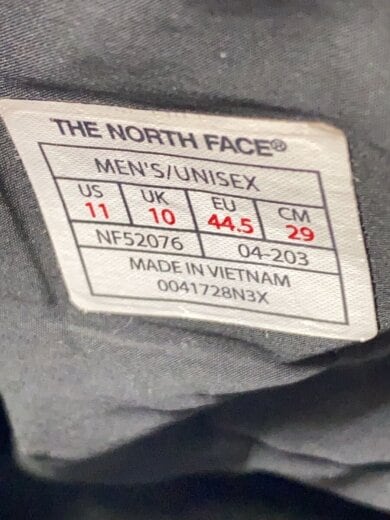 THE NORTH FACE®
MEN'S/UNISEX
US UK EU CM
11 10 44.5 29
NF52076 04-203
MADE IN VIETNAM
0041728N3X